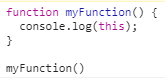 function myFunction() {
  console.log(this);
}

myFunction()